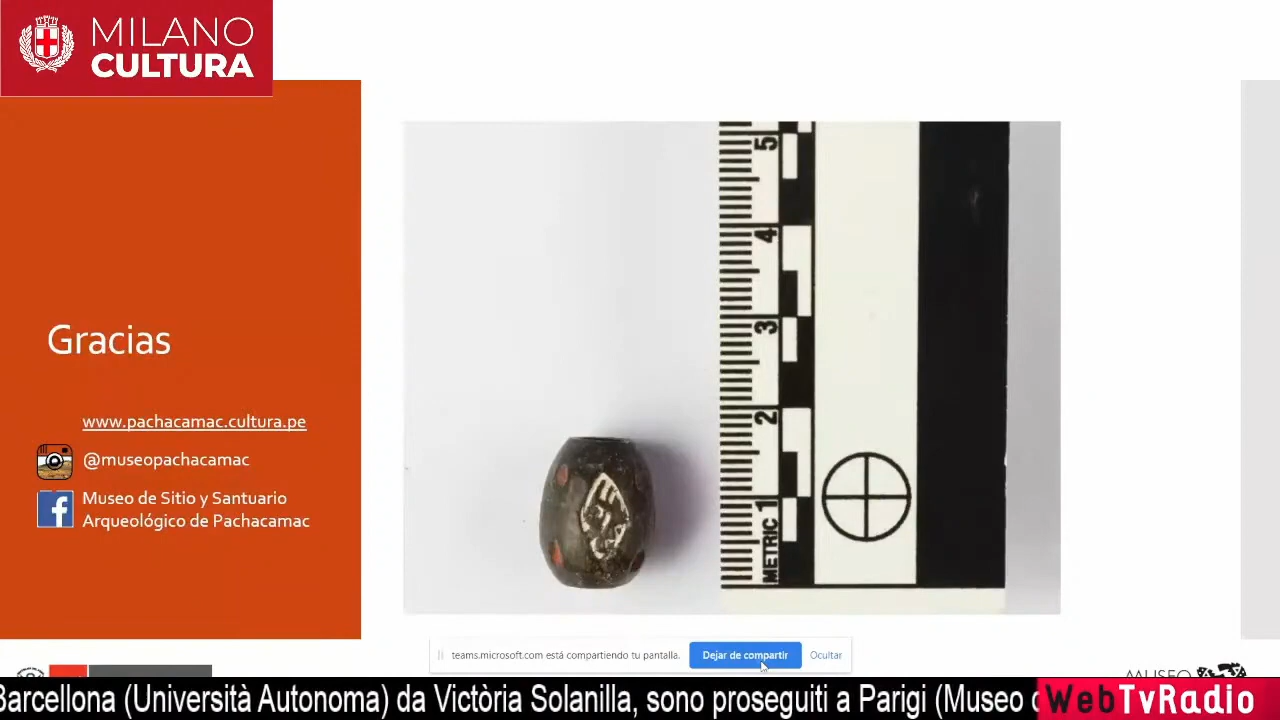 MILANO
CULTURA
Gracias
www.pachacamac.cultura.pe
@museopachacamac
Museo de Sitio y Santuario
Arqueológico de Pachacamac
5
4
3
2
METRIC 1
teams.microsoft.com está compartiendo tu pantalla.
Dejar de compartir
Ocultar
MUSEO
Barcellona (Università Autonoma) da Victòria Solanilla, sono proseguiti a Parigi (Museo
WebTvRadio